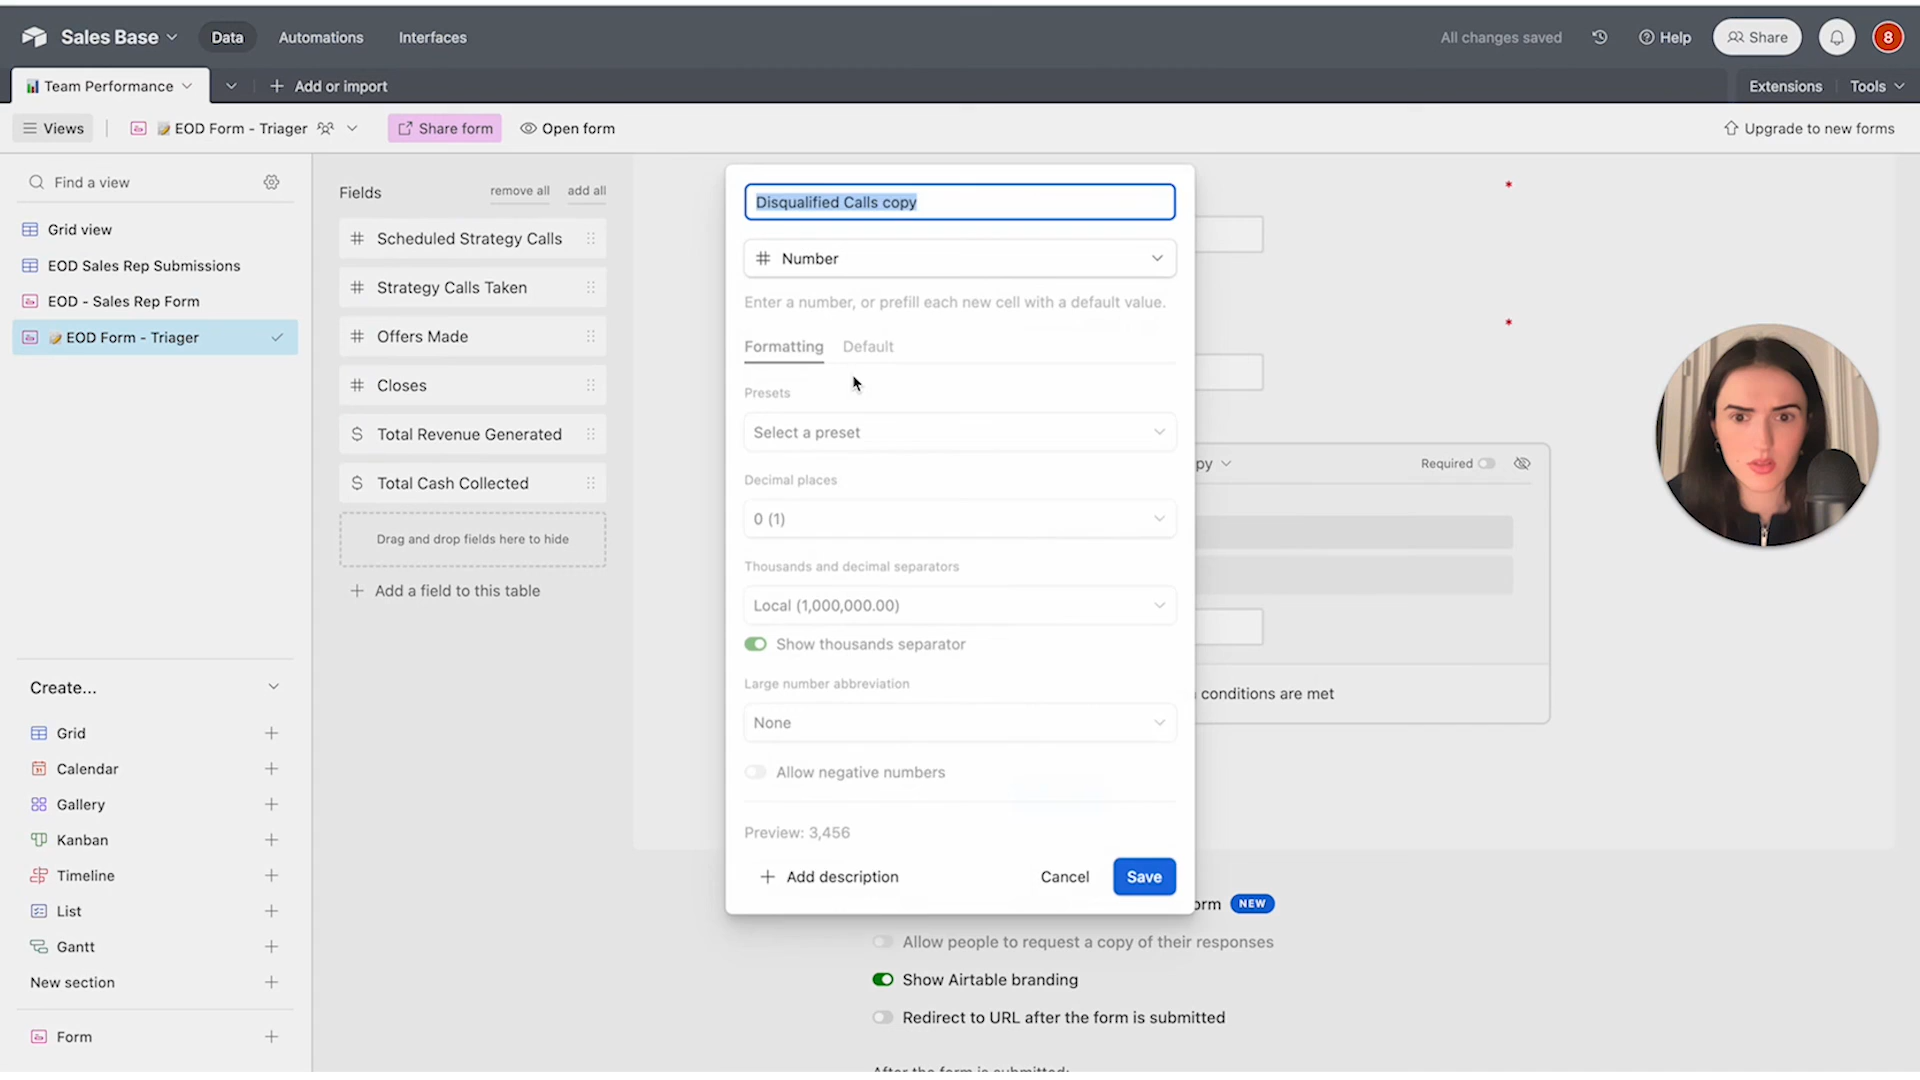 Sales Base
Data
Automations
Interfaces
All changes saved
Help
Share
8
Team Performance
Add or import
Extensions
Tools
Views
EOD Form - Triager
Share form
Open form
Upgrade to new forms
Find a view
Grid view
EOD Sales Rep Submissions
EOD - Sales Rep Form
EOD Form - Triager
Fields
remove all
add all
Scheduled Strategy Calls
Strategy Calls Taken
Offers Made
Closes
Total Revenue Generated
Total Cash Collected
Drag and drop fields here to hide
Add a field to this table
Create...
Grid
Calendar
Gallery
Kanban
Timeline
List
Gantt
New section
Form
Disqualified Calls copy
Number
Enter a number, or prefill each new cell with a default value.
Formatting
Default
Presets
Select a preset
Decimal places
0 (1)
Thousands and decimal separators
Local (1,000,000.00)
Show thousands separator
Large number abbreviation
None
Allow negative numbers
Preview: 3,456
Add description
Cancel
Save
*
*
py
Required
conditions are met
orm
NEW
Allow people to request a copy of their responses
Show Airtable branding
Redirect to URL after the form is submitted
After the form is submitted: